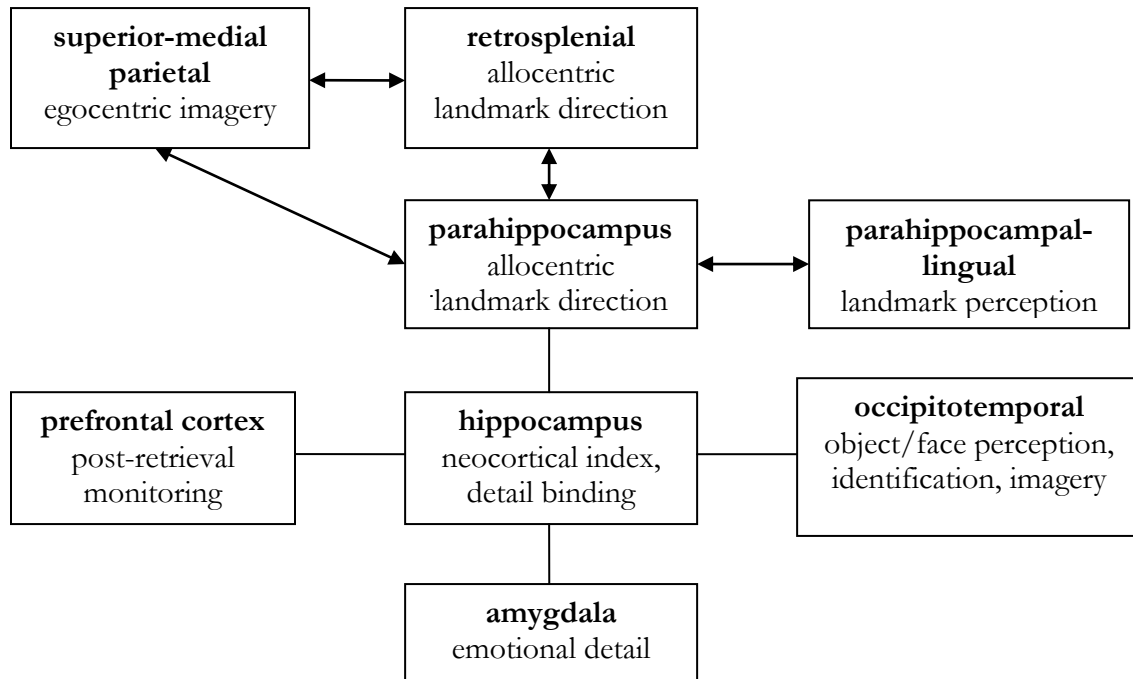 superior-medial
parietal
egocentric imagery
retrosplenial
allocentric
landmark direction
parahippocampus
allocentric
landmark direction
parahippocampal-
lingual
landmark perception
prefrontal cortex
post-retrieval
monitoring
hippocampus
neocortical index,
detail binding
occipitotemporal
object/face perception,
identification, imagery
amygdala
emotional detail